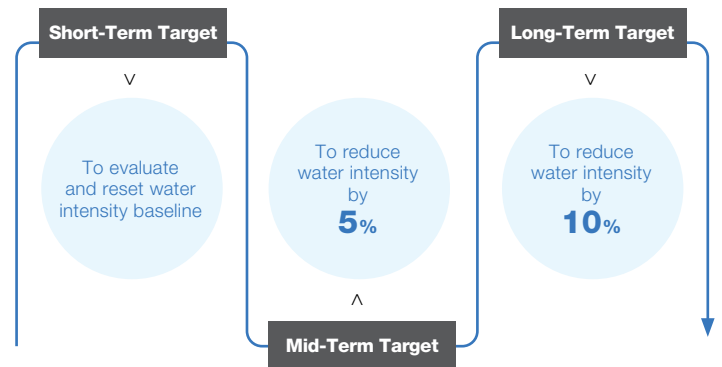 Short-Term Target
To evaluate
and reset water
intensity baseline
To reduce
water intensity
by
5%
Mid-Term Target
Long-Term Target
To reduce
water intensity
by
10%